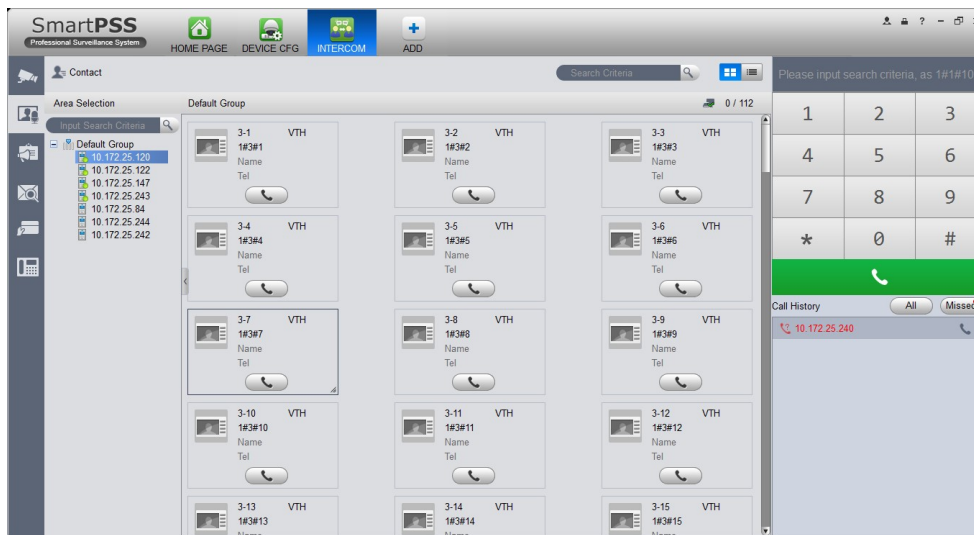 SmartPSS
Professional Surveillance System
HOME PAGE
DEVICE CFG
INTERCOM
ADD
Contact
Search Criteria
Please input search criteria, as 1#1#10
Area Selection
Default Group
0 / 112
Input Search Criteria
Default Group
10.172.25.120
10.172.25.122
10.172.25.147
10.172.25.243
10.172.25.84
10.172.25.244
10.172.25.242
3-1 VTH
1#3#1
Name
Tel
3-2 VTH
1#3#2
Name
Tel
3-3 VTH
1#3#3
Name
Tel
3-4 VTH
1#3#4
Name
Tel
3-5 VTH
1#3#5
Name
Tel
3-6 VTH
1#3#6
Name
Tel
3-7 VTH
1#3#7
Name
Tel
3-8 VTH
1#3#8
Name
Tel
3-9 VTH
1#3#9
Name
Tel
3-10 VTH
1#3#10
Name
Tel
3-11 VTH
1#3#11
Name
Tel
3-12 VTH
1#3#12
Name
Tel
3-13 VTH
1#3#13
3-14 VTH
1#3#14
3-15 VTH
1#3#15
1 2 3
4 5 6
7 8 9
* 0 #
Call History
All
Missed
10.172.25.240